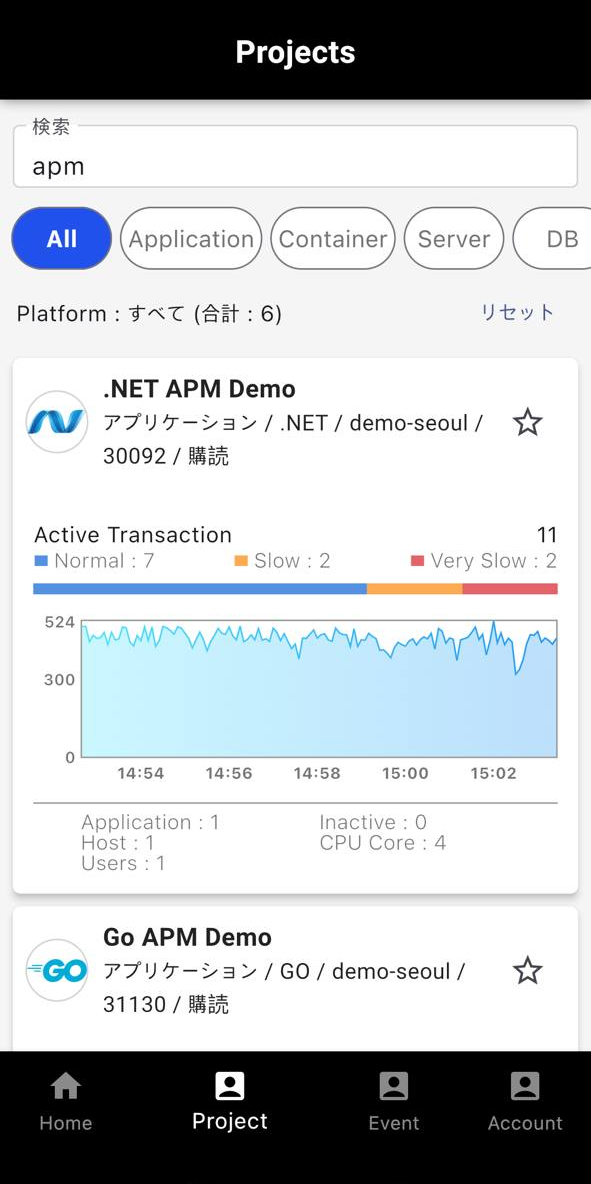 Projects
検索
apm
All Application Container Server DB
Platform : すべて (合計 : 6) リセット
.NET APM Demo
アプリケーション / .NET / demo-seoul /
30092 / 購読
Active Transaction 11
Normal : 7 Slow : 2 Very Slow : 2
524
300
0
14:54 14:56 14:58 15:00 15:02
Application : 1 Inactive : 0
Host : 1 CPU Core : 4
Users : 1
Go APM Demo
GO アプリケーション / GO / demo-seoul /
31130 / 購読
Home Project Event Account